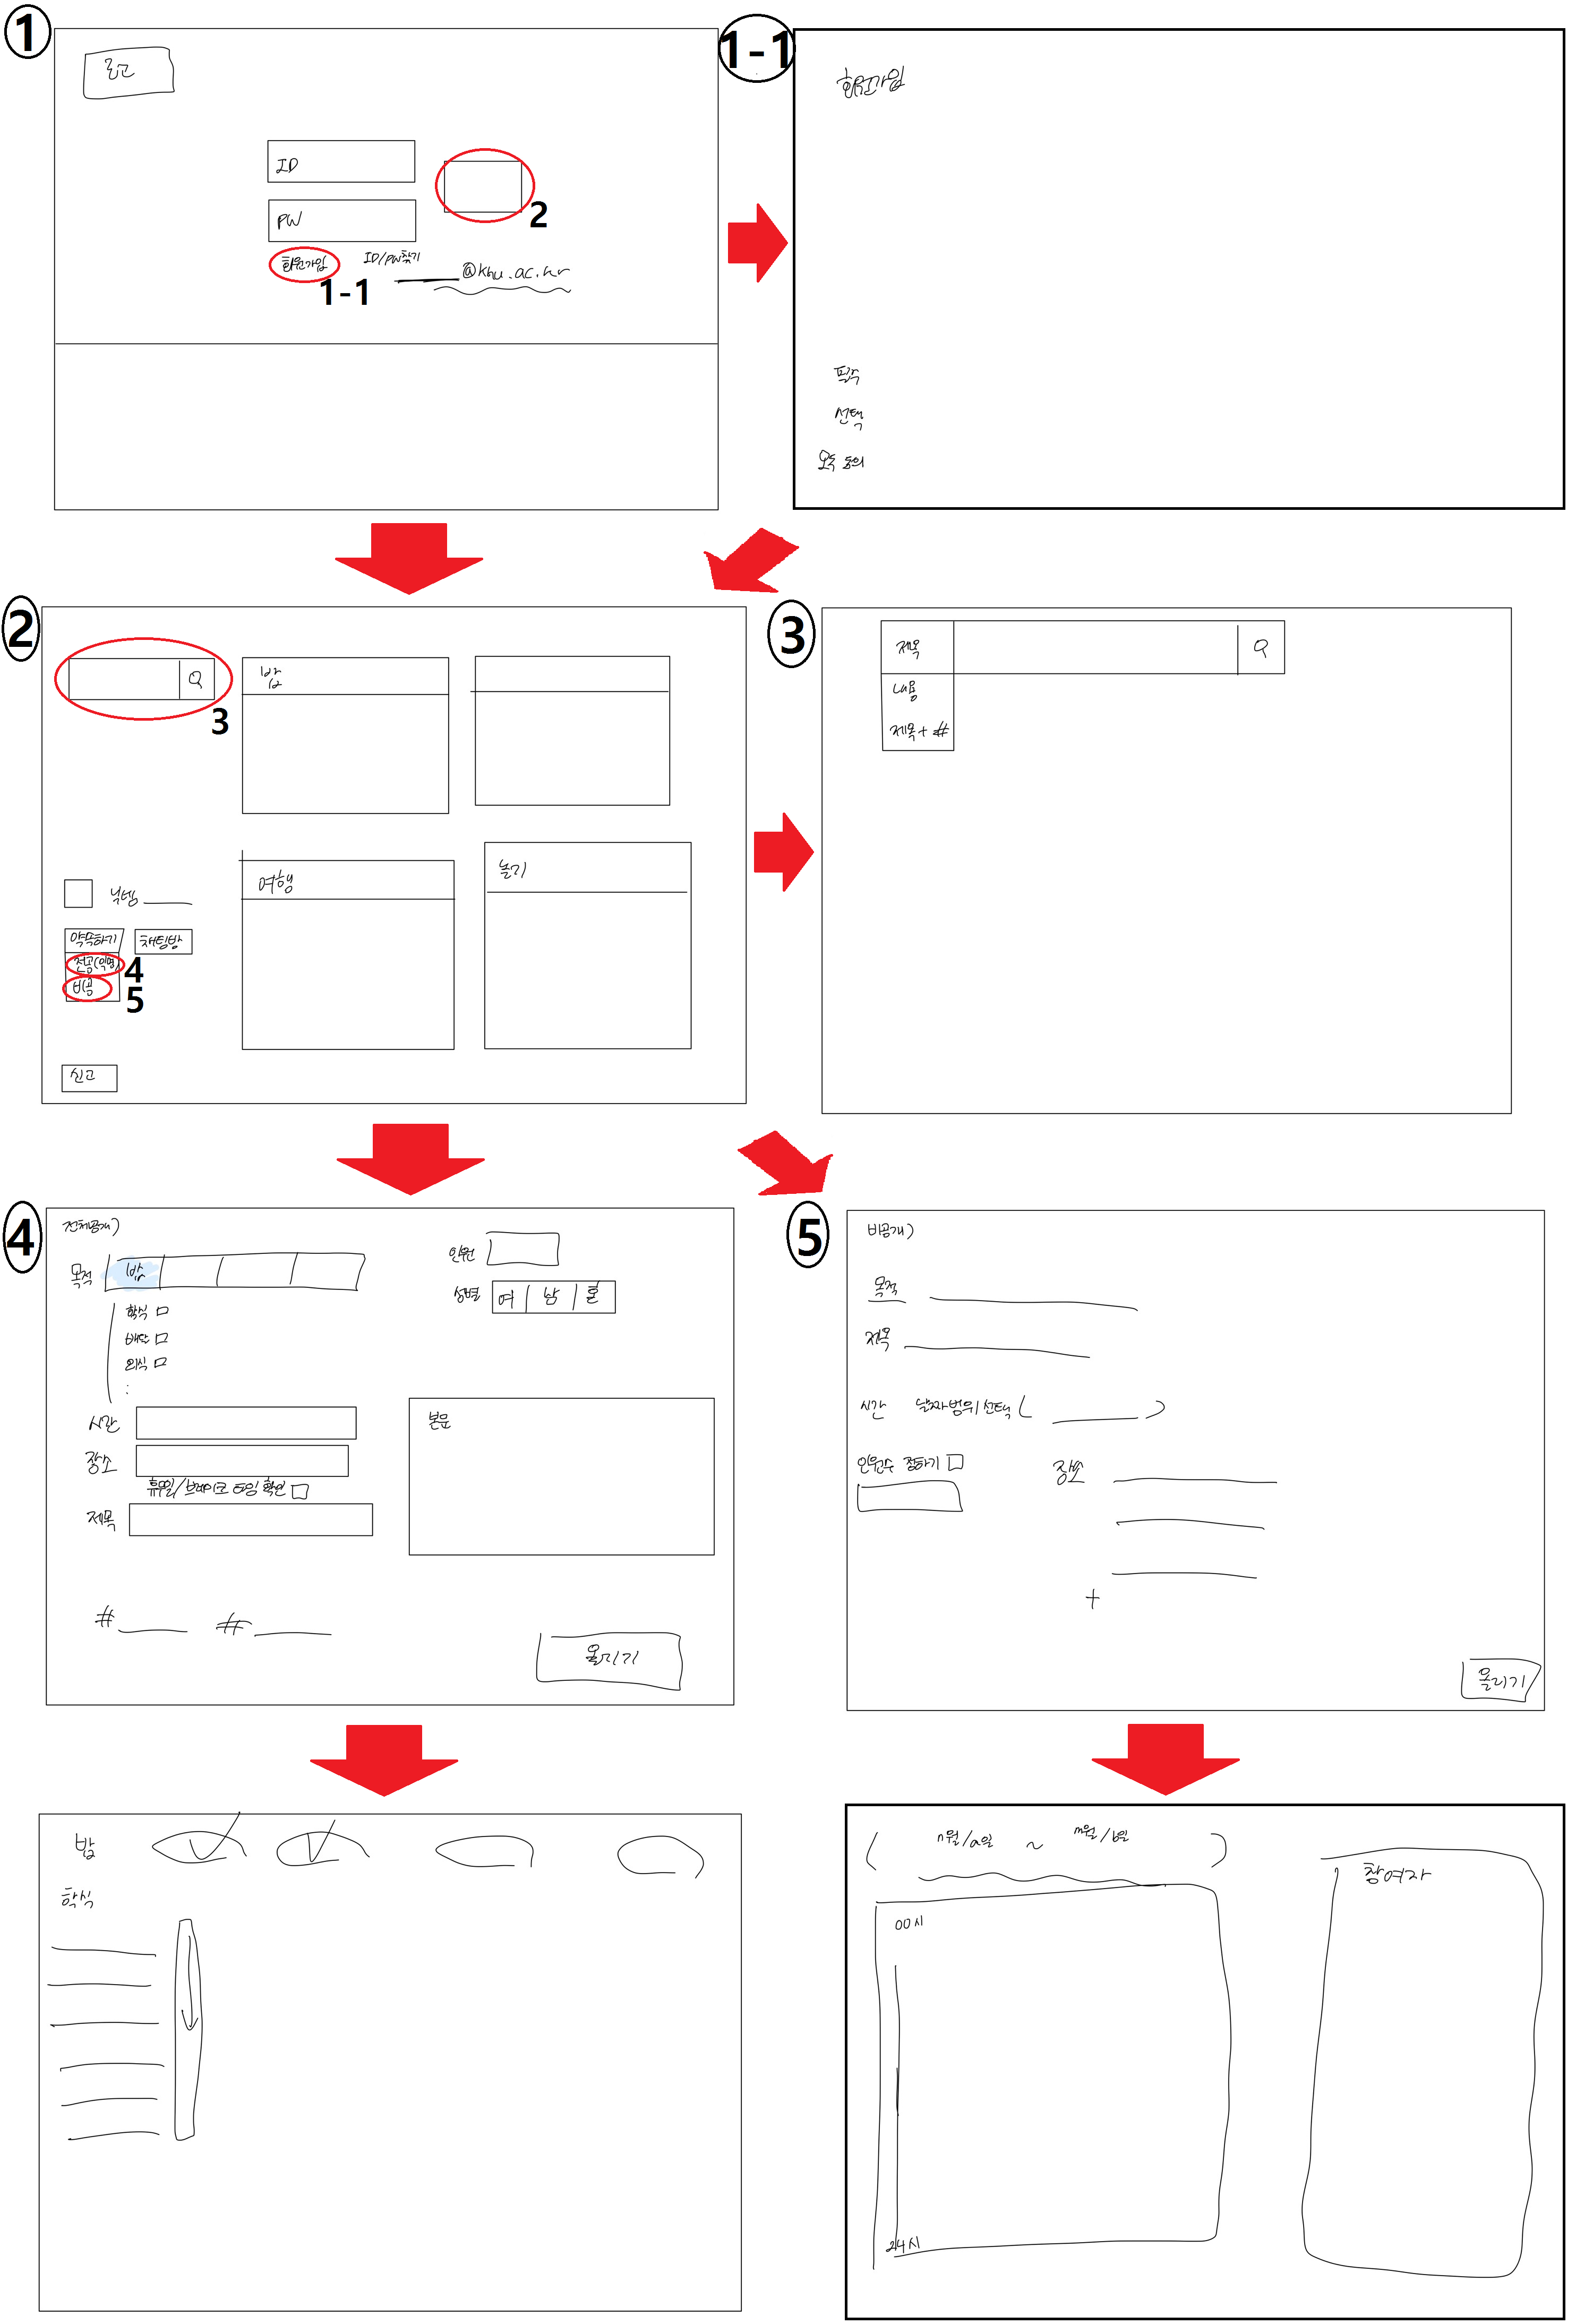 1
로고
ID
PW
2
회원가입
ID/PW찾기
1-1
@khu.ac.kr
1-1
회원가입
필수
선택
모두 동의
2
Q
3
밥
여행
놀기
닉넴
약속하기
채팅방
전공(익명)
4
비공
5
신고
3
제목
Q
내용
제목+#
4
전체공개)
목적
밥
인원
성별
여
남
혼
학식
배달
외식
:
시간
장소
휴무일/브레이크 타임 확인
제목
본문
#
#
올리기
5
비공개)
목적
제목
시간
날짜범위 선택 ( )
인원수 정하기
장소
+
올리기
밥
학식
( n월/a일 ~ m월/b일 )
00시
24시
참여자